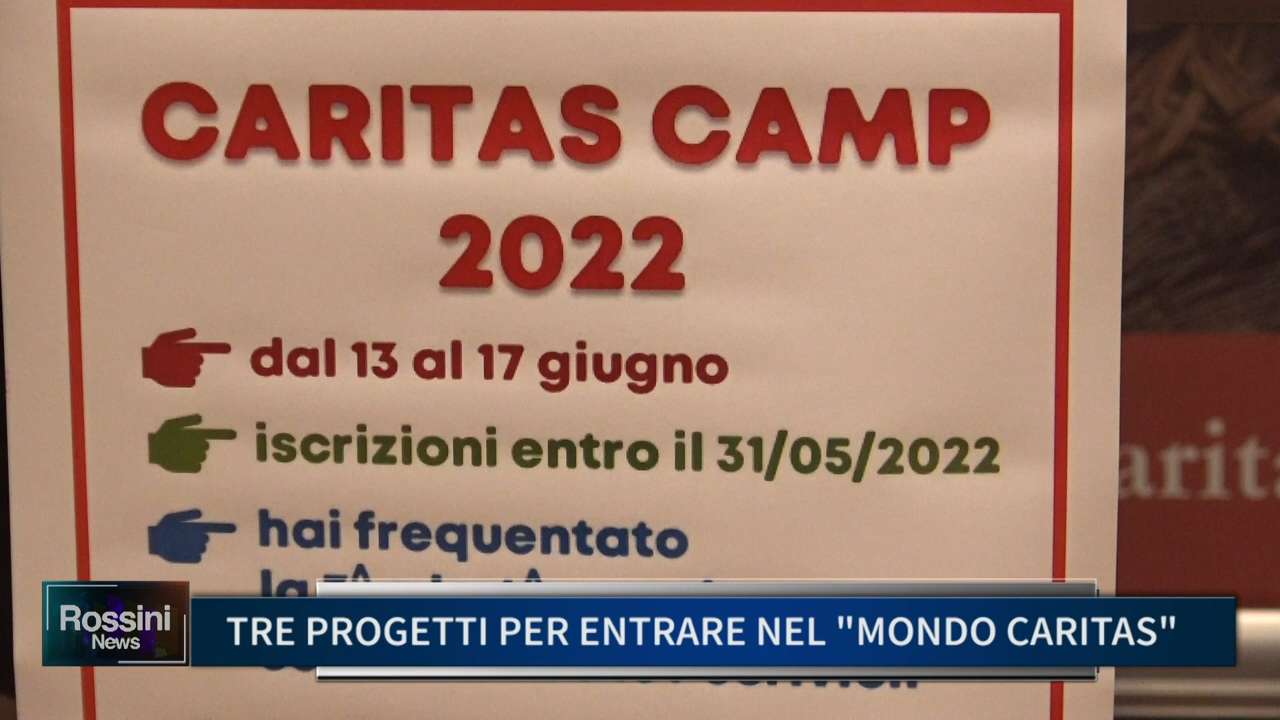 CARITAS CAMP
2022
dal 13 al 17 giugno
iscrizioni entro il 31/05/2022
hai frequentato
la
Rossini
News
TRE PROGETTI PER ENTRARE NEL "MONDO CARITAS"